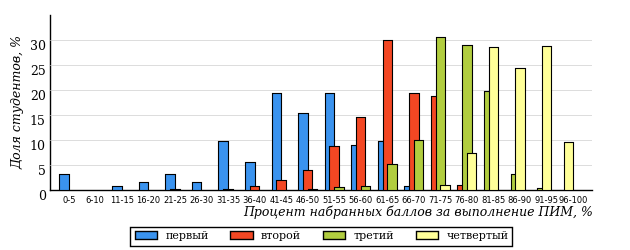 Доля студентов, %
30
25
20
15
10
5
0
0-5 6-10 11-15 16-20 21-25 26-30 31-35 36-40 41-45 46-50 51-55 56-60 61-65 66-70 71-75 76-80 81-85 86-90 91-95 96-100
Процент набранных баллов за выполнение ПИМ, %
первый второй третий четвертый